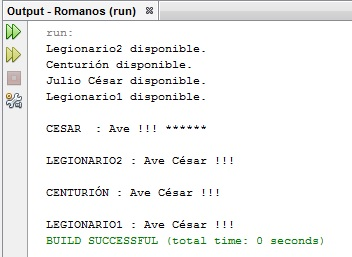 Output - Romanos (run)
run:
Legionario2 disponible.
Centurión disponible.
Julio César disponible.
Legionario1 disponible.
CESAR  : Ave !!! ******
LEGIONARIO2 : Ave César !!!
CENTURIÓN : Ave César !!!
LEGIONARIO1 : Ave César !!!
BUILD SUCCESSFUL (total time: 0 seconds)